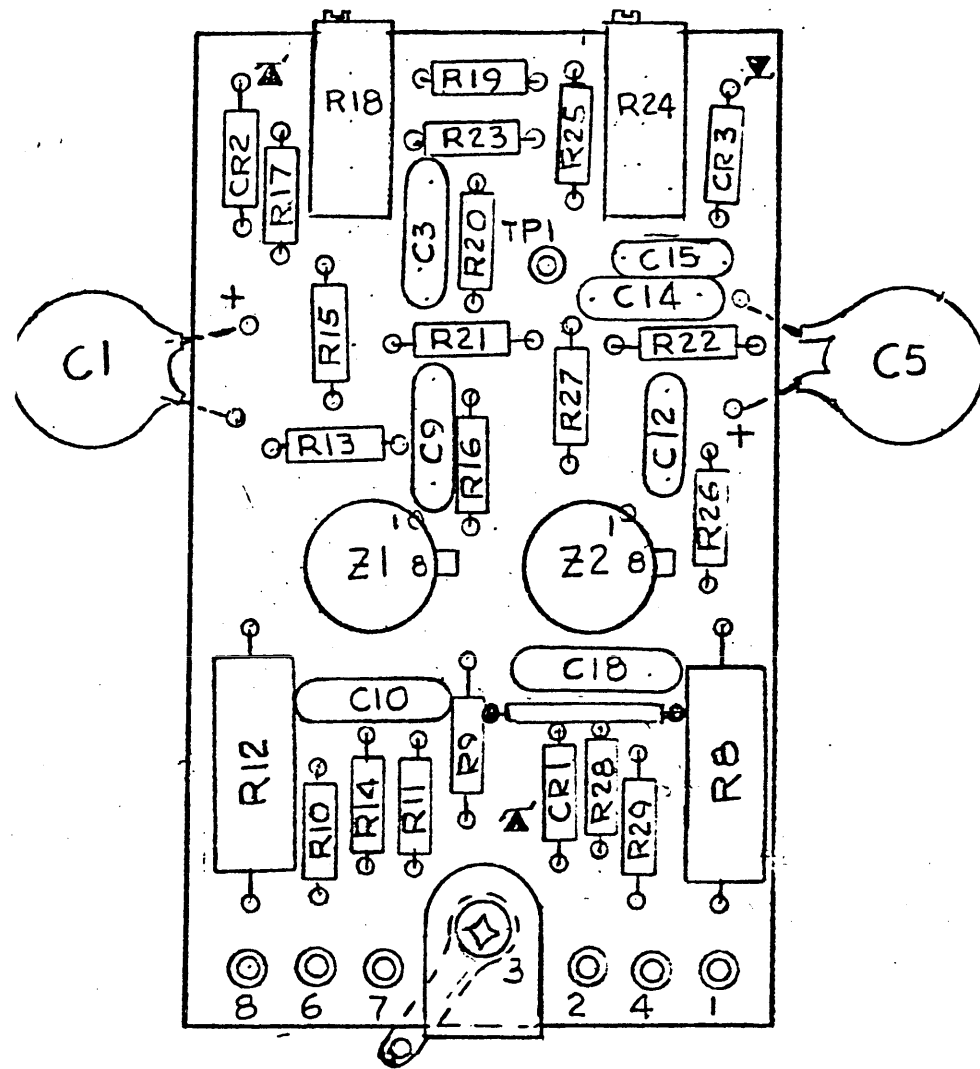 R18
R19
R24
R25
R23
CR2
R17
CR3
C3
R20
TP1
C15
C14
+
R15
C1
R21
R22
C5
R27
R13
C9
R16
C12
+
R26
1
Z1 8
1
Z2 8
C18
C10
R12
R9
R8
R10
R14
R11
CR1
R28
R29
3
8 6 7 2 4 1